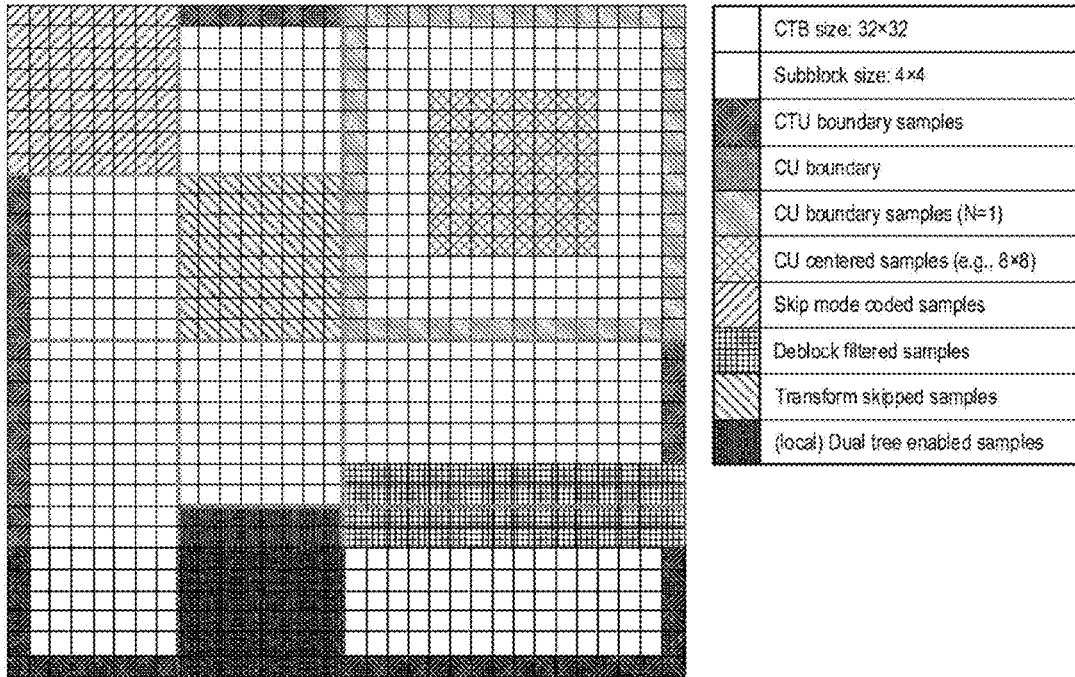 CTB size: 32×32
Subblock size: 4×4
CTU boundary samples
CU boundary
CU boundary samples (N=1)
CU centered samples (e.g., 8×8)
Skip mode coded samples
Deblock filtered samples
Transform skipped samples
(local) Dual tree enabled samples